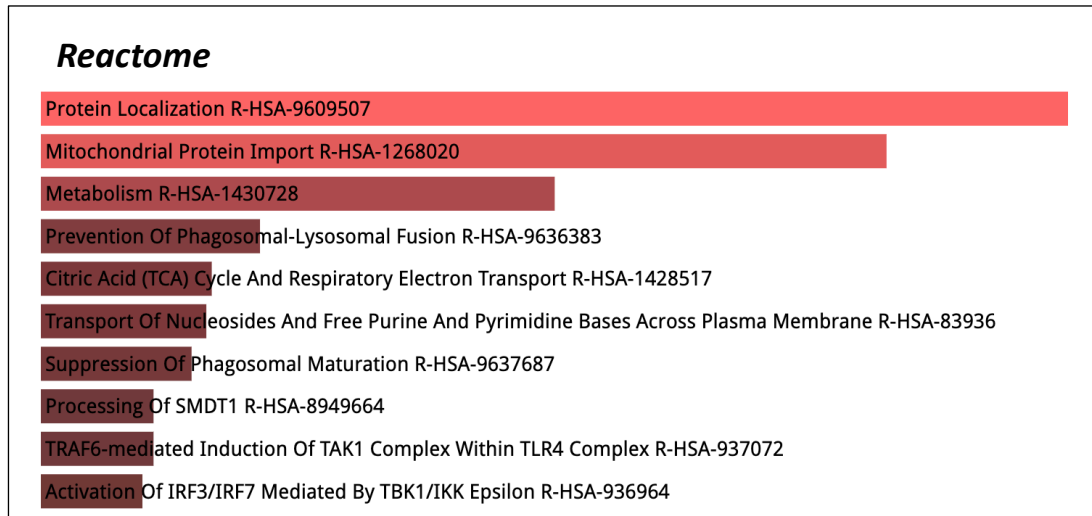 Reactome
Protein Localization R-HSA-9609507
Mitochondrial Protein Import R-HSA-1268020
Metabolism R-HSA-1430728
Prevention Of Phagosomal-Lysosomal Fusion R-HSA-9636383
Citric Acid (TCA) Cycle And Respiratory Electron Transport R-HSA-1428517
Transport Of Nucleosides And Free Purine And Pyrimidine Bases Across Plasma Membrane R-HSA-83936
Suppression Of Phagosomal Maturation R-HSA-9637687
Processing Of SMDT1 R-HSA-8949664
TRAF6-mediated Induction Of TAK1 Complex Within TLR4 Complex R-HSA-937072
Activation Of IRF3/IRF7 Mediated By TBK1/IKK Epsilon R-HSA-936964